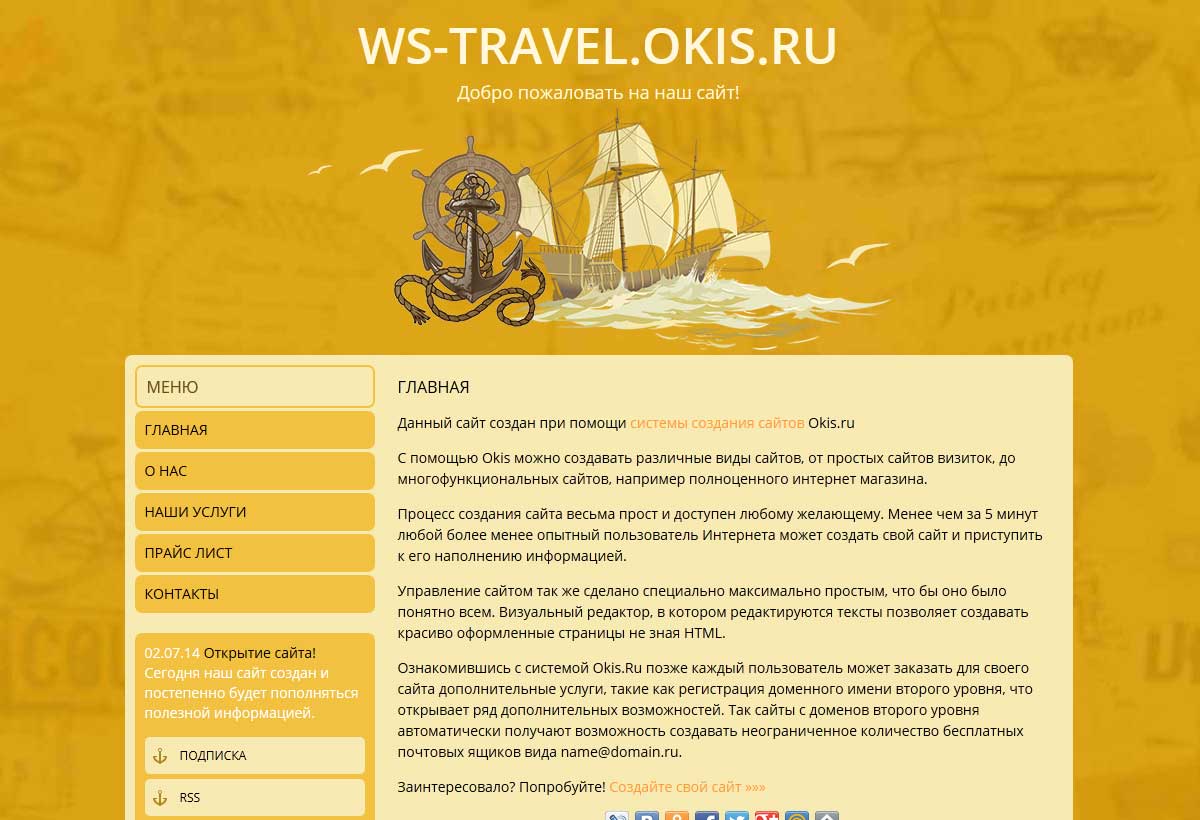 WS-TRAVEL.OKIS.RU
Добро пожаловать на наш сайт!
МЕНЮ
ГЛАВНАЯ
О НАС
НАШИ УСЛУГИ
ПРАЙС ЛИСТ
КОНТАКТЫ
02.07.14 Открытие сайта!
Сегодня наш сайт создан и
постепенно будет пополняться
полезной информацией.
ПОДПИСКА
RSS
ГЛАВНАЯ
Данный сайт создан при помощи системы создания сайтов Okis.ru
С помощью Okis можно создавать различные виды сайтов, от простых сайтов визиток, до
многофункциональных сайтов, например полноценного интернет магазина.
Процесс создания сайта весьма прост и доступен любому желающему. Менее чем за 5 минут
любой более менее опытный пользователь Интернета может создать свой сайт и приступить
к его наполнению информацией.
Управление сайтом так же сделано специально максимально простым, что бы оно было
понятно всем. Визуальный редактор, в котором редактируются тексты позволяет создавать
красиво оформленные страницы не зная HTML.
Ознакомившись с системой Okis.Ru позже каждый пользователь может заказать для своего
сайта дополнительные услуги, такие как регистрация доменного имени второго уровня, что
открывает ряд дополнительных возможностей. Так сайты с доменов второго уровня
автоматически получают возможность создавать неограниченное количество бесплатных
почтовых ящиков вида name@domain.ru.
Заинтересовало? Попробуйте! Создайте свой сайт »»»
Paisley